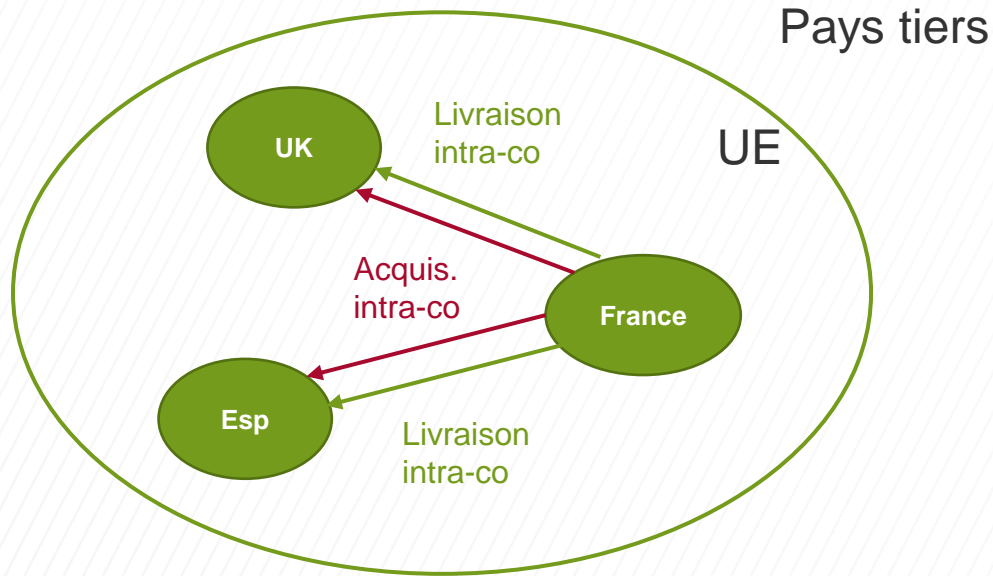 Pays tiers
Livraison
intra-co
UK
UE
Acquis.
intra-co
France
Esp
Livraison
intra-co